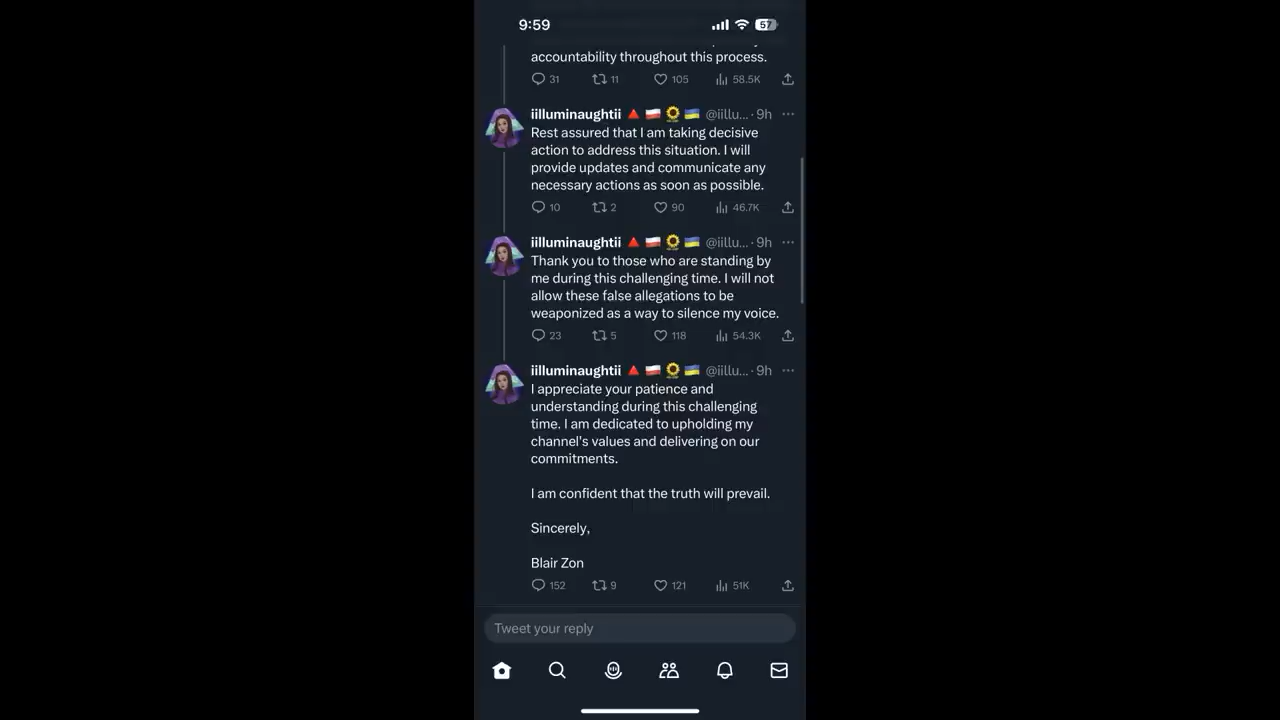 9:59
57
accountability throughout this process.
31 11 105 58.5K
iilluminaughtii 🔺 🇵🇱 🌻 🇺🇦 @iillu... · 9h
Rest assured that I am taking decisive
action to address this situation. I will
provide updates and communicate any
necessary actions as soon as possible.
10 2 90 46.7K
iilluminaughtii 🔺 🇵🇱 🌻 🇺🇦 @iillu... · 9h
Thank you to those who are standing by
me during this challenging time. I will not
allow these false allegations to be
weaponized as a way to silence my voice.
23 5 118 54.3K
iilluminaughtii 🔺 🇵🇱 🌻 🇺🇦 @iillu... · 9h
I appreciate your patience and
understanding during this challenging
time. I am dedicated to upholding my
channel's values and delivering on our
commitments.
I am confident that the truth will prevail.
Sincerely,
Blair Zon
152 9 121 51K
Tweet your reply